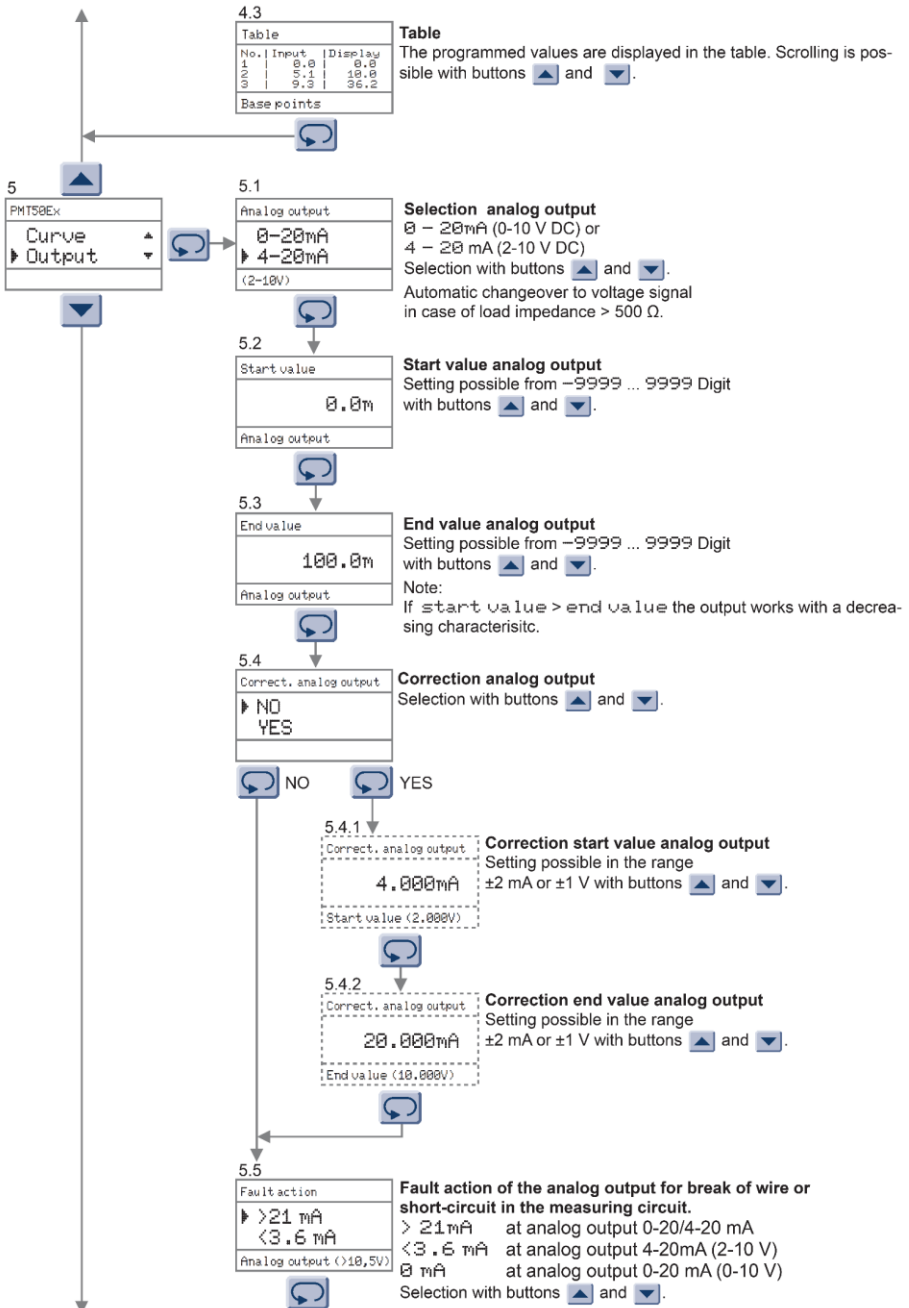 4.3
Table
No.|Input |Display
1 | 0.0 | 0.0
2 | 5.1 | 10.0
3 | 9.3 | 36.2
Base points
Table
The programmed values are displayed in the table. Scrolling is pos-
sible with buttons and .
5
PMT50Ex
Curve
Output
5.1
Analog output
0-20mA
4-20mA
(2-10V)
Selection analog output
0 – 20mA (0-10 V DC) or
4 – 20 mA (2-10 V DC)
Selection with buttons and .
Automatic changeover to voltage signal
in case of load impedance > 500 Ω.
5.2
Start value
0.0m
Analog output
Start value analog output
Setting possible from −9999 ... 9999 Digit
with buttons and .
5.3
End value
100.0m
Analog output
End value analog output
Setting possible from −9999 ... 9999 Digit
with buttons and .
Note:
If start value > end value the output works with a decrea-
sing characterisitc.
5.4
Correct. analog output
NO
YES
Correction analog output
Selection with buttons and .
NO
YES
5.4.1
Correct. analog output
4.000mA
Start value (2.000V)
Correction start value analog output
Setting possible in the range
±2 mA or ±1 V with buttons and .
5.4.2
Correct. analog output
20.000mA
End value (10.000V)
Correction end value analog output
Setting possible in the range
±2 mA or ±1 V with buttons and .
5.5
Fault action
>21 mA
<3.6 mA
Analog output (>10,5V)
Fault action of the analog output for break of wire or
short-circuit in the measuring circuit.
> 21mA at analog output 0-20/4-20 mA
<3.6 mA at analog output 4-20mA (2-10 V)
0 mA at analog output 0-20 mA (0-10 V)
Selection with buttons and .